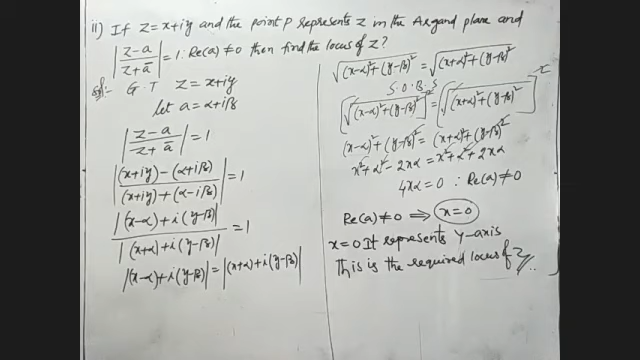 ii) If z = x+iy and the point P represents z in the Argand plane and
|z-a / z+a̅| = 1 : Re(a) ≠ 0 then find the locus of z?
Sol:- G.T z = x+iy
let a = α+iβ
|z-a / z+a̅| = 1
|(x+iy)-(α+iβ) / (x+iy)+(α-iβ)| = 1
|(x-α)+i(y-β)| / |(x+α)+i(y-β)| = 1
|(x-α)+i(y-β)| = |(x+α)+i(y-β)|
√(x-α)²+(y-β)² = √(x+α)²+(y-β)²
S.O.B.S
[√(x-α)²+(y-β)²]² = [√(x+α)²+(y-β)²]²
(x-α)²+(y-β)² = (x+α)²+(y-β)²
x²+α²-2xα = x²+α²+2xα
4xα = 0 : Re(a) ≠ 0
Re(a) ≠ 0 ⟹ x=0
x=0 It represents Y-axis
This is the required locus of z